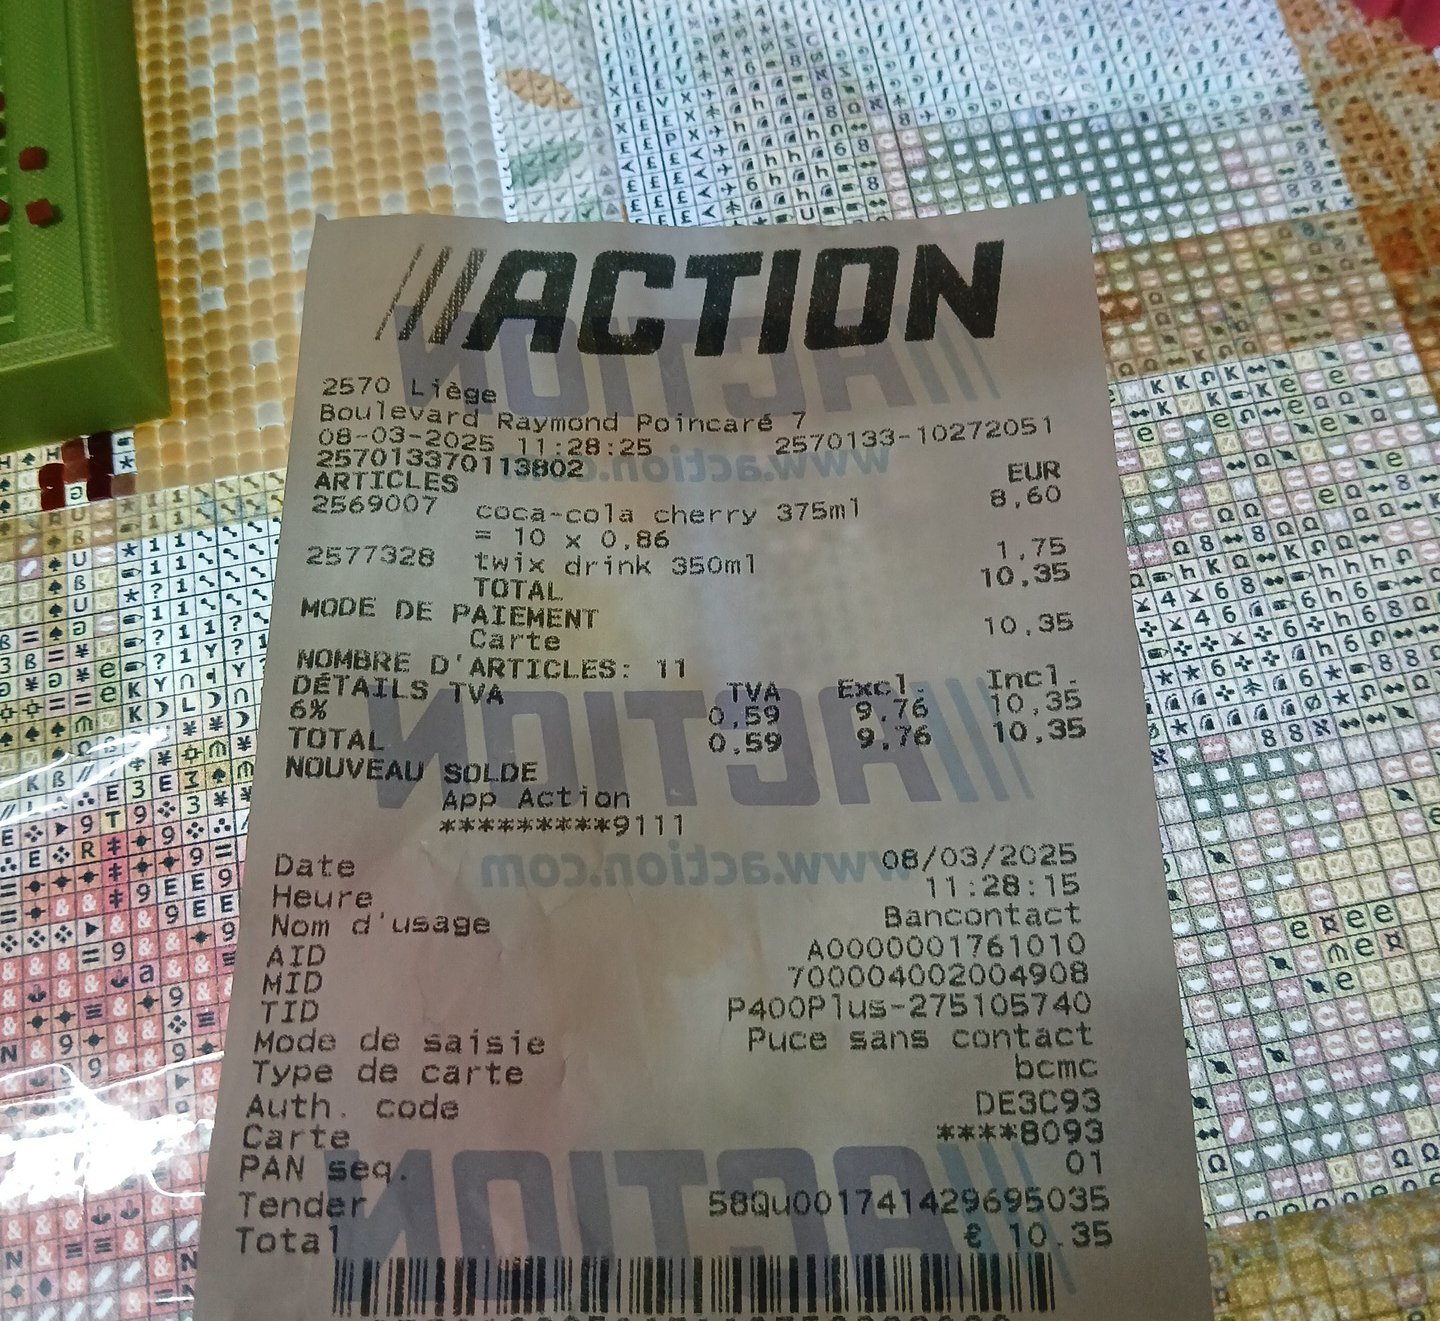 ///ACTION
2570 Liège
Boulevard Raymond Poincaré 7
08-03-2025 11:28:25 2570133-10272051
257013370113802
ARTICLES EUR
2569007 coca-cola cherry 375ml 8,60
= 10 x 0,86
2577328 twix drink 350ml 1,75
TOTAL 10,35
MODE DE PAIEMENT
Carte 10,35
NOMBRE D'ARTICLES: 11
DÉTAILS TVA TVA Excl. Incl.
6% 0,59 9,76 10,35
TOTAL 0,59 9,76 10,35
NOUVEAU SOLDE
App Action
**********9111
Date 08/03/2025
Heure 11:28:15
Nom d'usage Bancontact
AID A0000001761010
MID 700004002004908
TID P400Plus-275105740
Mode de saisie Puce sans contact
Type de carte bcmc
Auth. code DE3C93
Carte ****8093
PAN seq. 01
Tender 58Qu001741429695035
Total € 10.35